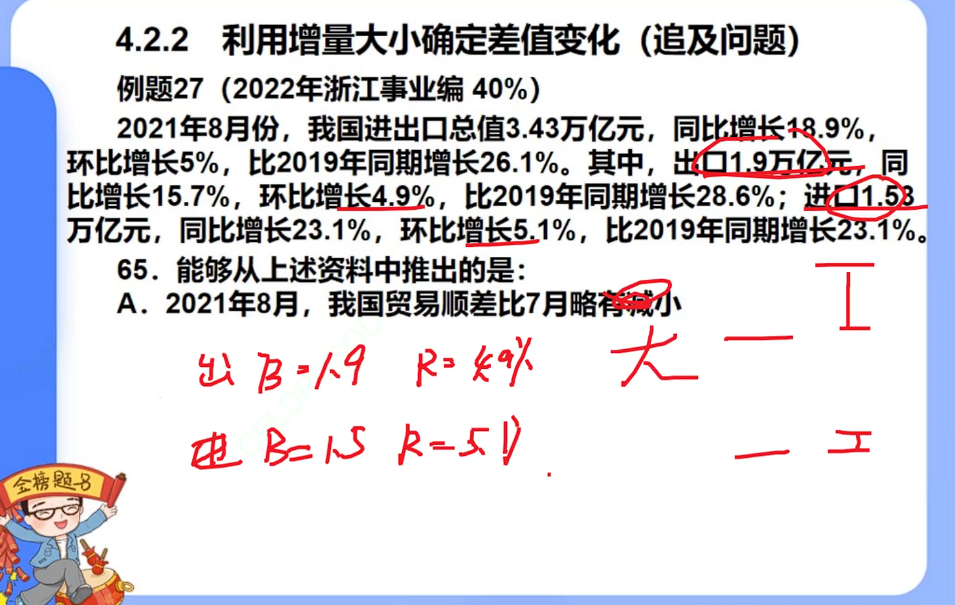 4.2.2 利用增量大小确定差值变化（追及问题）
例题27（2022年浙江事业编 40%）
2021年8月份，我国进出口总值3.43万亿元，同比增长18.9%，
环比增长5%，比2019年同期增长26.1%。其中，出口1.9万亿元，同
比增长15.7%，环比增长4.9%，比2019年同期增长28.6%；进口1.53
万亿元，同比增长23.1%，环比增长5.1%，比2019年同期增长23.1%。
65．能够从上述资料中推出的是：
A．2021年8月，我国贸易顺差比7月略有减小
大
出 B=1.9 R=4.9%
进 B=1.5 R=5.1%
金榜题名